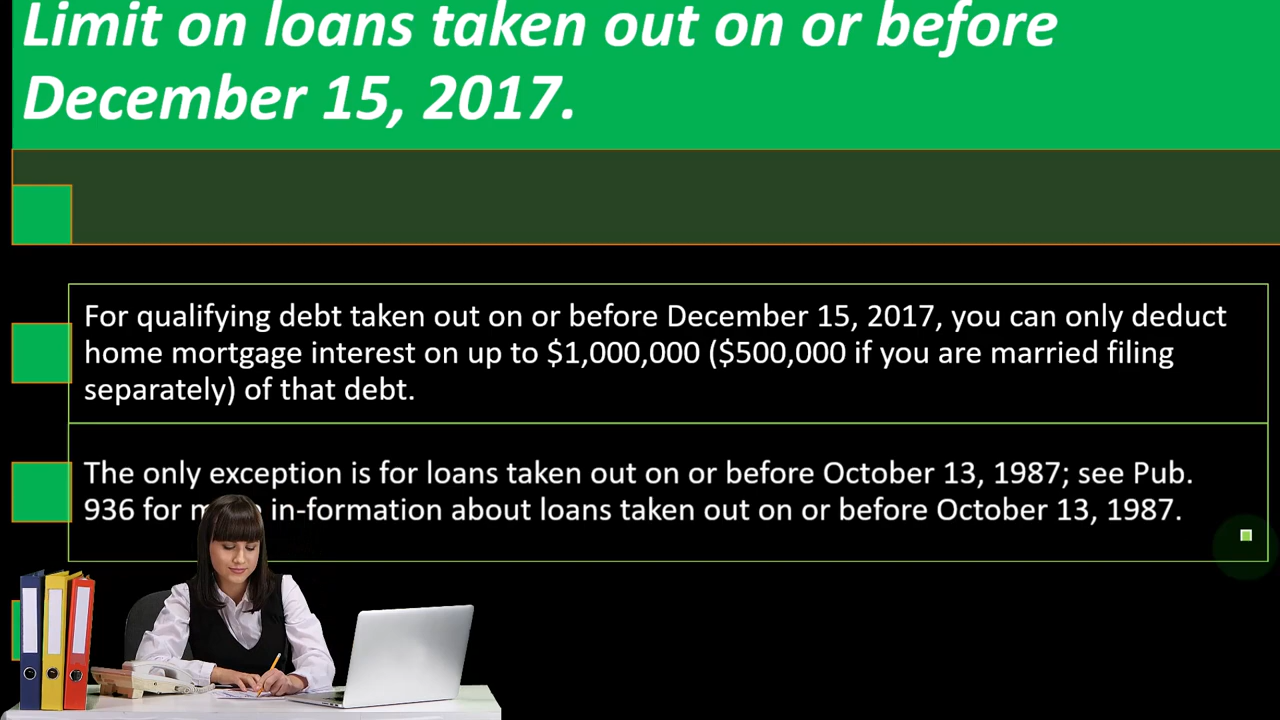 Limit on loans taken out on or before
December 15, 2017.
For qualifying debt taken out on or before December 15, 2017, you can only deduct
home mortgage interest on up to $1,000,000 ($500,000 if you are married filing
separately) of that debt.
The only exception is for loans taken out on or before October 13, 1987; see Pub.
936 for in-formation about loans taken out on or before October 13, 1987.